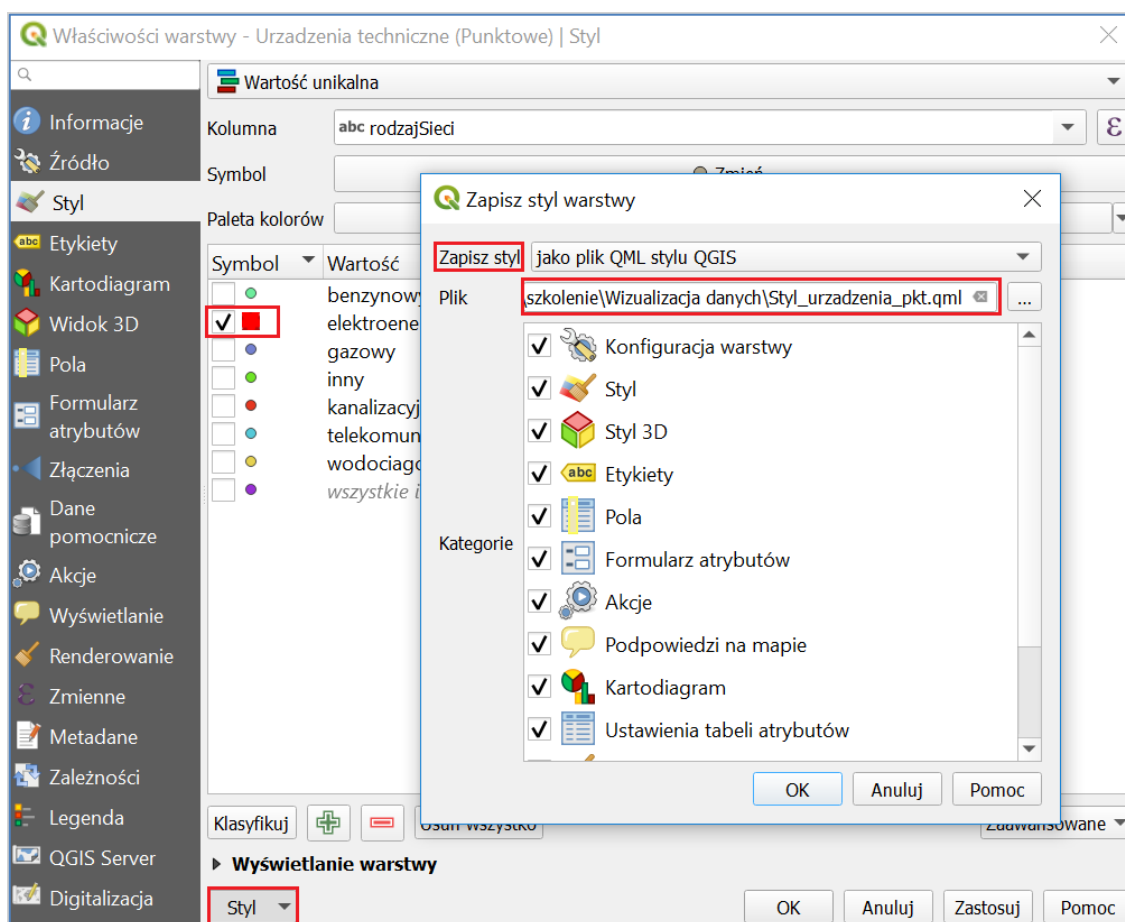 Właściwości warstwy - Urzadzenia techniczne (Punktowe) | Styl
Informacje
Źródło
Styl
abc Etykiety
Kartodiagram
Widok 3D
Pola
Formularz
atrybutów
Złączenia
Dane
pomocnicze
Akcje
Wyświetlanie
Renderowanie
Zmienne
Metadane
Zależności
Legenda
QGIS Server
Digitalizacja
Wartość unikalna
Kolumna abc rodzajSieci ε
Symbol Zmień
Paleta kolorów
Symbol Wartość
benzynowy
elektroene
gazowy
inny
kanalizacyj
telekomun
wodociągo
wszystkie i
Klasyfikuj Usuń wszystko Zaawansowane
Wyświetlanie warstwy
Styl OK Anuluj Zastosuj Pomoc
Zapisz styl warstwy
Zapisz styl jako plik QML stylu QGIS
Plik \szkolenie\Wizualizacja danych\Styl_urzadzenia_pkt.qml ...
Kategorie
Konfiguracja warstwy
Styl
Styl 3D
abc Etykiety
Pola
Formularz atrybutów
Akcje
Podpowiedzi na mapie
Kartodiagram
Ustawienia tabeli atrybutów
OK Anuluj Pomoc